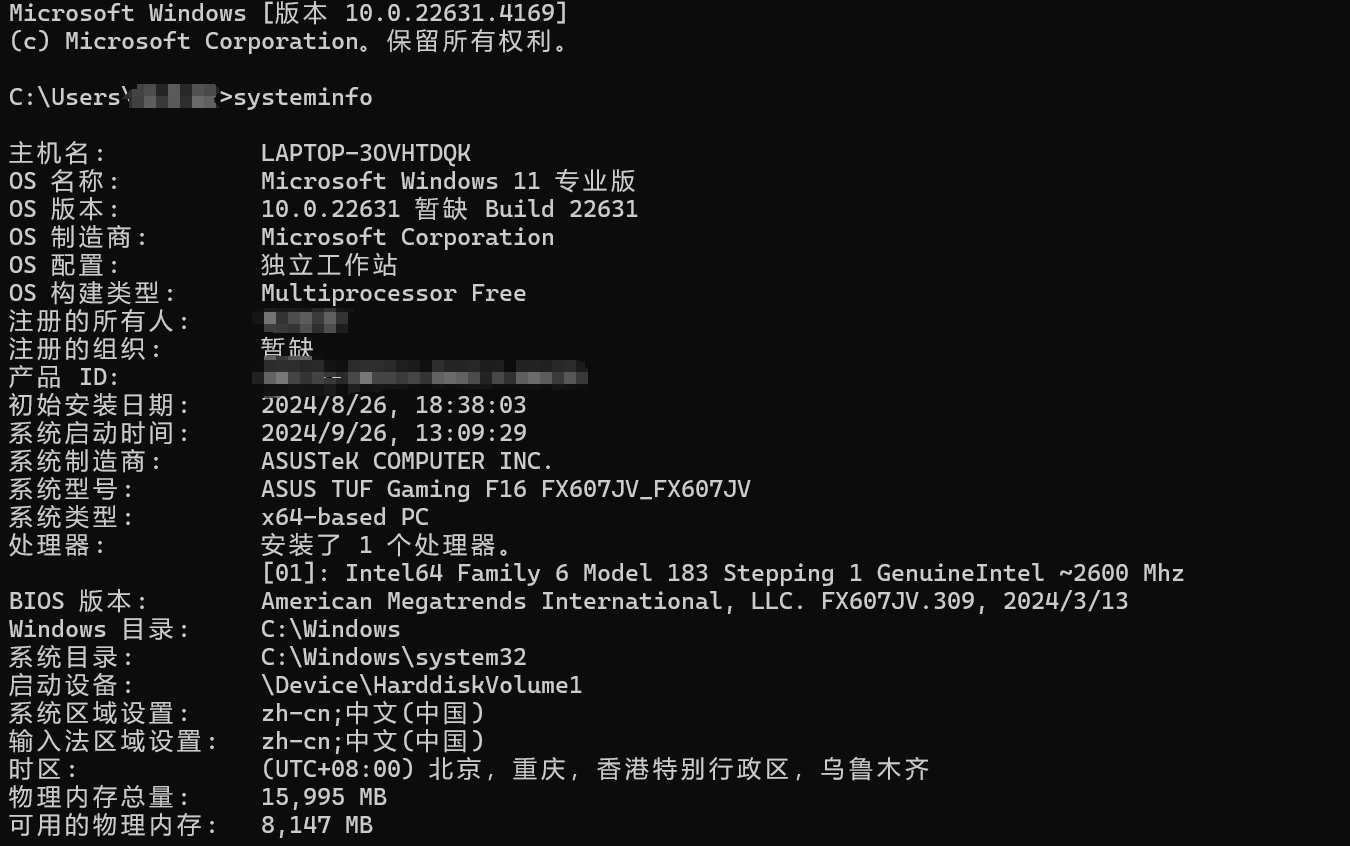 Microsoft Windows [版本 10.0.22631.4169]
(c) Microsoft Corporation。保留所有权利。
C:\Users\>systeminfo
主机名: LAPTOP-3OVHTDQK
OS 名称: Microsoft Windows 11 专业版
OS 版本: 10.0.22631 暂缺 Build 22631
OS 制造商: Microsoft Corporation
OS 配置: 独立工作站
OS 构建类型: Multiprocessor Free
注册的所有人:
注册的组织: 暂缺
产品 ID:
初始安装日期: 2024/8/26, 18:38:03
系统启动时间: 2024/9/26, 13:09:29
系统制造商: ASUSTeK COMPUTER INC.
系统型号: ASUS TUF Gaming F16 FX607JV_FX607JV
系统类型: x64-based PC
处理器: 安装了 1 个处理器。
[01]: Intel64 Family 6 Model 183 Stepping 1 GenuineIntel ~2600 Mhz
BIOS 版本: American Megatrends International, LLC. FX607JV.309, 2024/3/13
Windows 目录: C:\Windows
系统目录: C:\Windows\system32
启动设备: \Device\HarddiskVolume1
系统区域设置: zh-cn;中文(中国)
输入法区域设置: zh-cn;中文(中国)
时区: (UTC+08:00) 北京，重庆，香港特别行政区，乌鲁木齐
物理内存总量: 15,995 MB
可用的物理内存: 8,147 MB